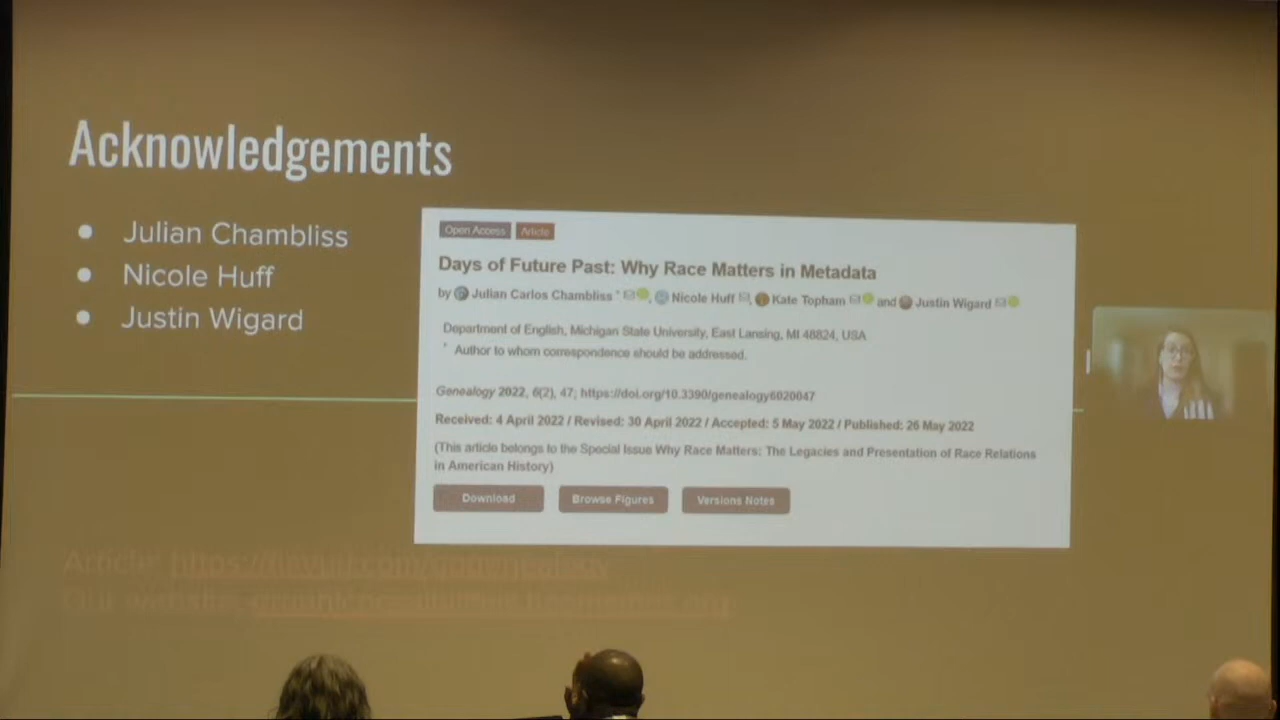 Acknowledgements
● Julian Chambliss
● Nicole Huff
● Justin Wigard
Open Access Article
Days of Future Past: Why Race Matters in Metadata
by Julian Carlos Chambliss *, Nicole Huff, Kate Topham and Justin Wigard
Department of English, Michigan State University, East Lansing, MI 48824, USA
* Author to whom correspondence should be addressed.
Genealogy 2022, 6(2), 47; https://doi.org/10.3390/genealogy6020047
Received: 4 April 2022 / Revised: 30 April 2022 / Accepted: 5 May 2022 / Published: 26 May 2022
(This article belongs to the Special Issue Why Race Matters: The Legacies and Presentation of Race Relations
in American History)
Download Browse Figures Versions Notes
Article: